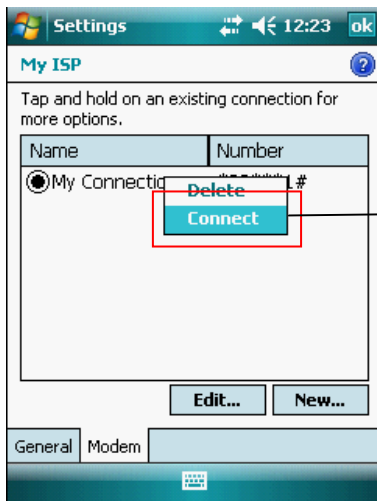 Settings 12:23 ok
My ISP
Tap and hold on an existing connection for
more options.
Name Number
My 1#
Delete
Connect
Edit... New...
General Modem